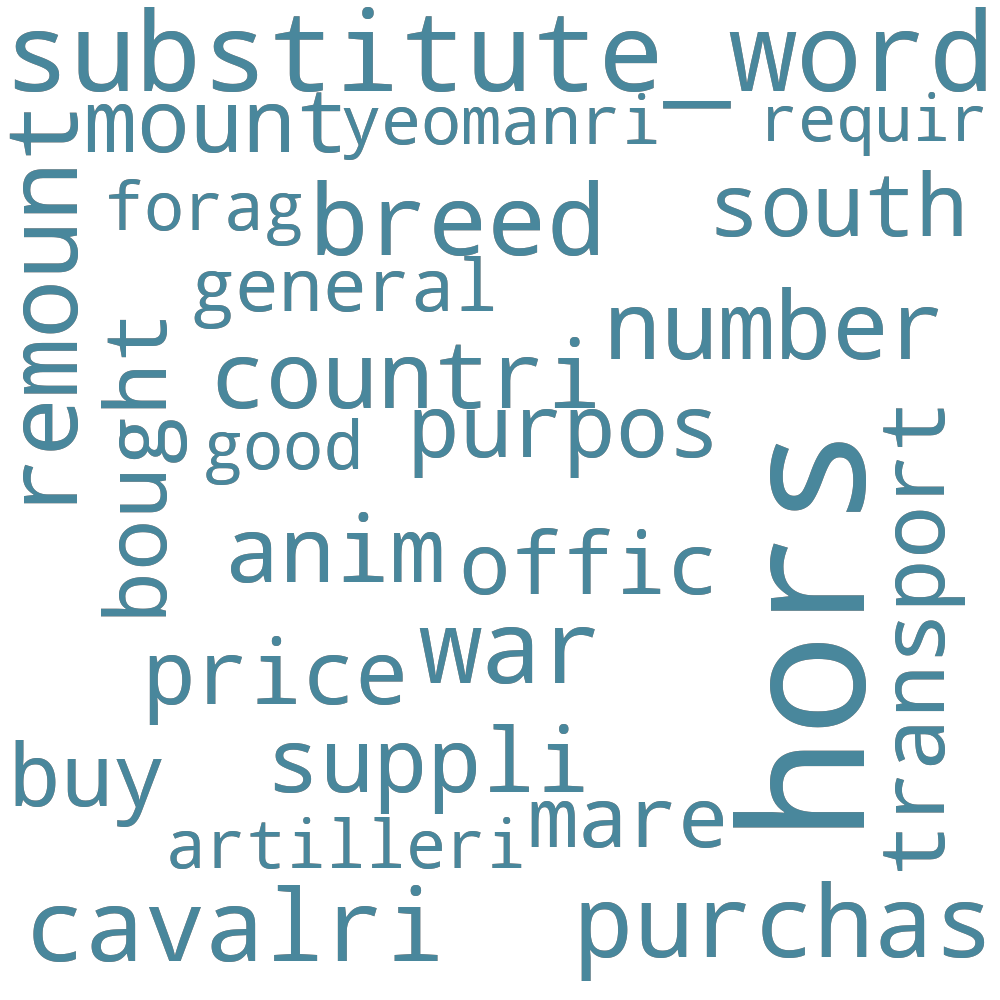 substitute_word
mount
yeomanri
requir
remount
forag
breed
south
general
number
bought
countri
good
purpos
hors
transport
anim
offic
price
war
buy
suppli
mare
artilleri
cavalri
purchas